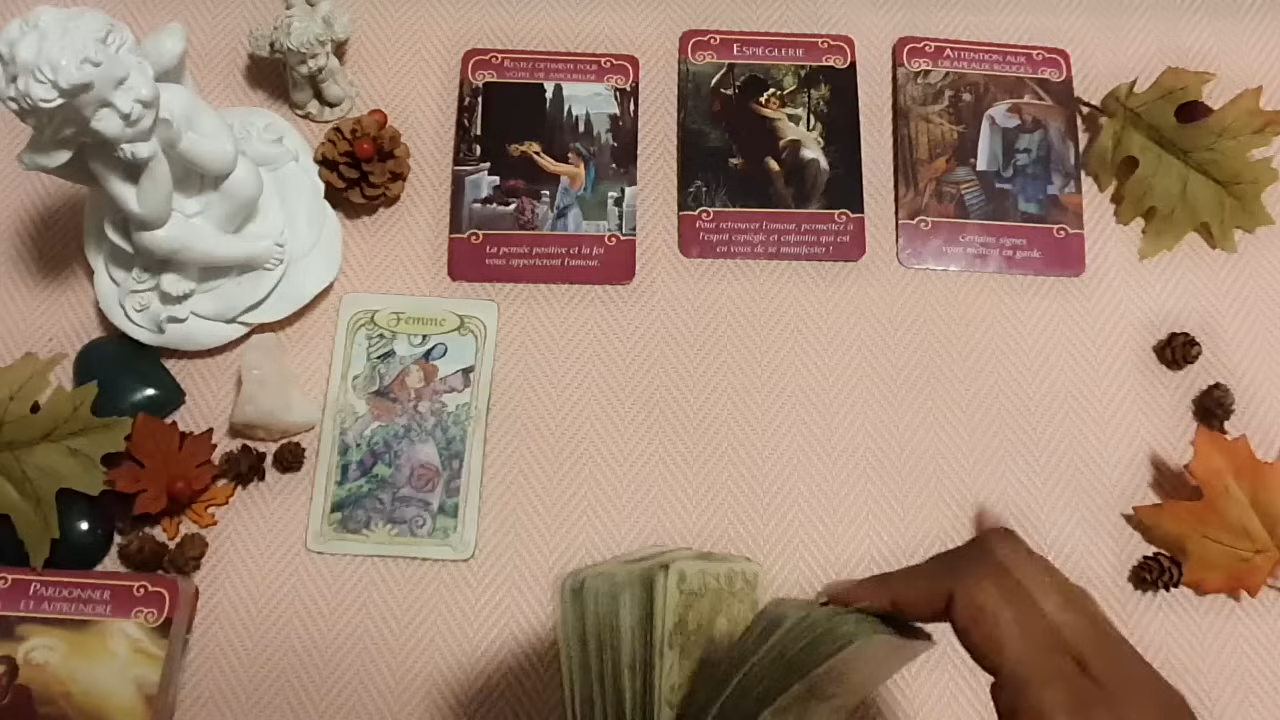 RESTEZ OPTIMISTE POUR
VOTRE VIE AMOUREUSE
La pensée positive et la foi
vous apporteront l'amour.
ESPIÈGLERIE
Pour retrouver l'amour, permettez à
l'esprit espiègle et enfantin qui est
en vous de se manifester !
ATTENTION AUX
DRAPEAUX ROUGES
Certains signes
vous mettent en garde.
Femme
PARDONNER
ET APPRENDRE